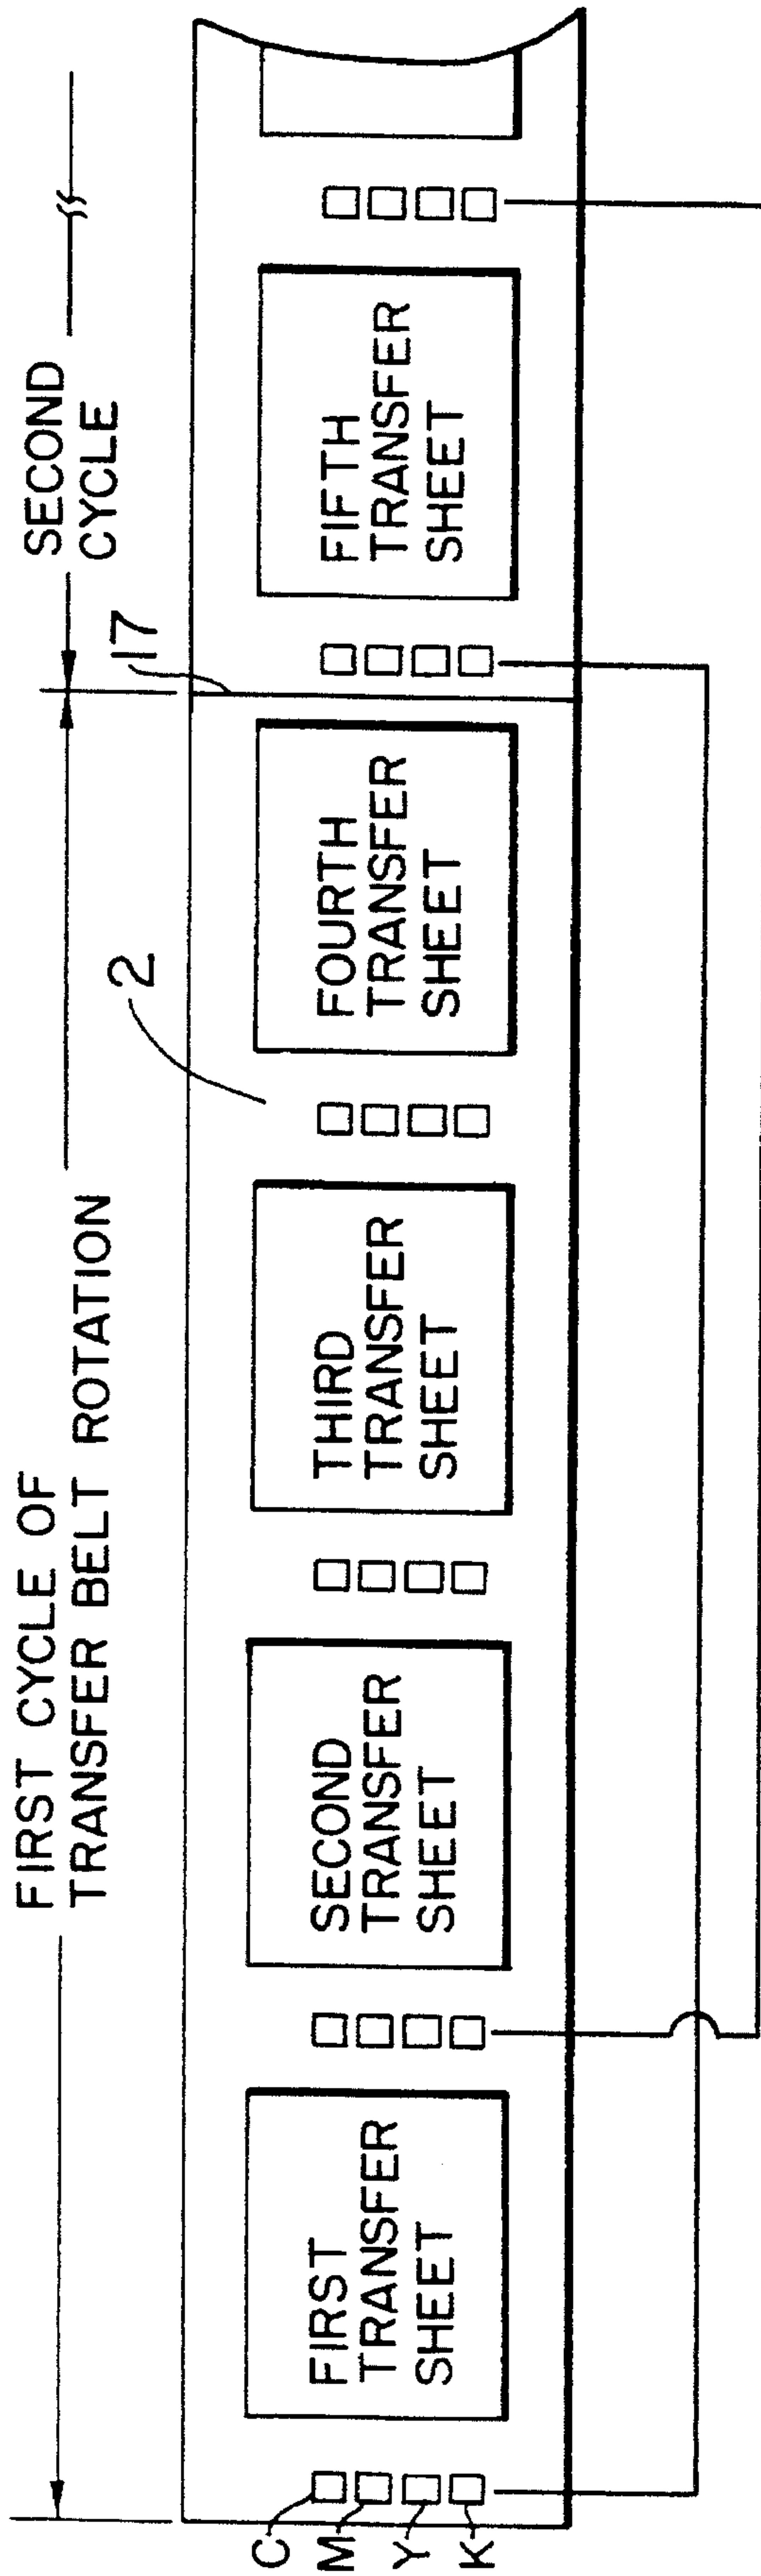 FIRST CYCLE OF
TRANSFER BELT ROTATION
SECOND
CYCLE
17
2
C
M
Y
K
FIRST
TRANSFER
SHEET
SECOND
TRANSFER
SHEET
THIRD
TRANSFER
SHEET
FOURTH
TRANSFER
SHEET
FIFTH
TRANSFER
SHEET